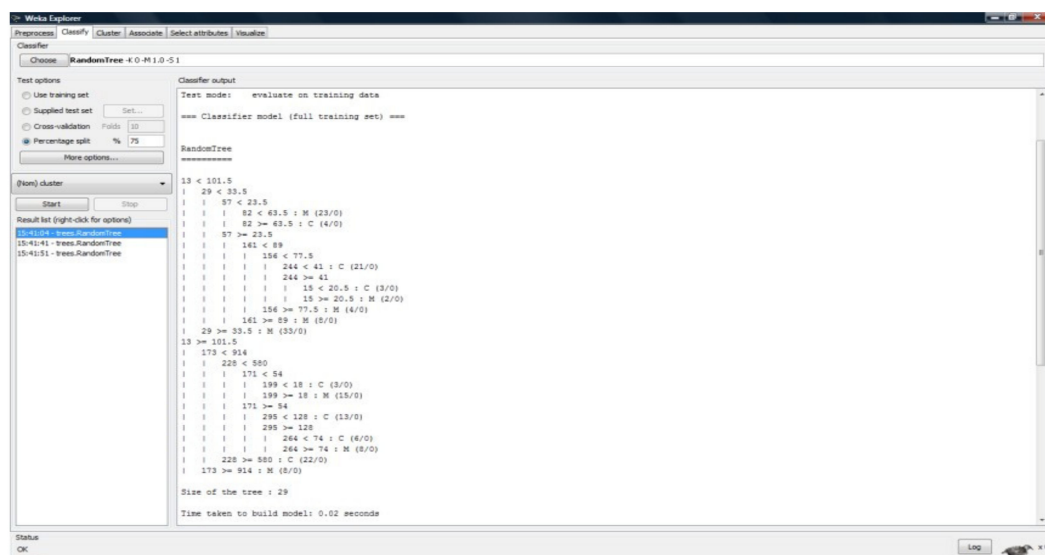 Weka Explorer
Preprocess Classify Cluster Associate Select attributes Visualize
Classifier
Choose RandomTree -K 0 -M 1.0 -S 1
Test options
Use training set
Supplied test set Set...
Cross-validation Folds 10
Percentage split % 75
More options...
(Nom) cluster
Start Stop
Result list (right-click for options)
15:41:04 - trees.RandomTree
15:41:41 - trees.RandomTree
15:41:51 - trees.RandomTree
Classifier output
Test mode: evaluate on training data
=== Classifier model (full training set) ===
RandomTree
==========
13 < 101.5
| 29 < 33.5
| | 57 < 23.5
| | | 82 < 63.5 : M (23/0)
| | | 82 >= 63.5 : C (4/0)
| | 57 >= 23.5
| | | 161 < 89
| | | | 156 < 77.5
| | | | | 244 < 41 : C (21/0)
| | | | | 244 >= 41
| | | | | | 15 < 20.5 : C (3/0)
| | | | | | 15 >= 20.5 : M (2/0)
| | | | 156 >= 77.5 : M (4/0)
| | | 161 >= 89 : M (8/0)
| 29 >= 33.5 : M (33/0)
13 >= 101.5
| 173 < 914
| | 228 < 580
| | | 171 < 54
| | | | 199 < 18 : C (3/0)
| | | | 199 >= 18 : M (15/0)
| | | 171 >= 54
| | | | 295 < 128 : C (13/0)
| | | | 295 >= 128
| | | | | 264 < 74 : C (6/0)
| | | | | 264 >= 74 : M (8/0)
| | 228 >= 580 : C (22/0)
| 173 >= 914 : M (8/0)
Size of the tree : 29
Time taken to build model: 0.02 seconds
Status
OK
Log
x